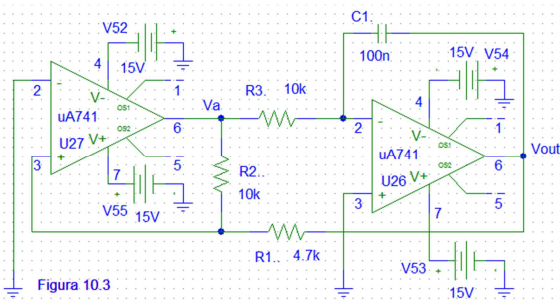 C1.
100n
V52
15V
4
2
V-
OS1
1
uA741
U27
OS2
6
V+
3
5
7
V55
15V
Va
R3. 10k
R2..
10k
R1.. 4.7k
15V V54
4
2
V-
OS1
1
uA741
U26
OS2
6
V+
3
5
7
Vout
V53
15V
Figura 10.3